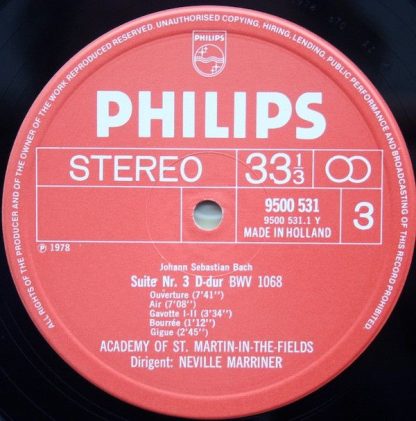 ALL RIGHTS OF THE PRODUCER AND OF THE OWNER OF THE WORK REPRODUCED RESERVED. UNAUTHORISED COPYING, HIRING, LENDING, PUBLIC PERFORMANCE AND BROADCASTING OF THIS RECORD PROHIBITED
PHILIPS
PHILIPS
STEREO
33 1/3
9500 531
9500 531.1 Y
MADE IN HOLLAND
3
℗ 1978
Johann Sebastian Bach
Suite Nr. 3 D-dur BWV 1068
Ouverture (7'41'')
Air (7'08'')
Gavotte I-II (3'34'')
Bourrée (1'12'')
Gigue (2'45'')
ACADEMY OF ST. MARTIN-IN-THE-FIELDS
Dirigent: NEVILLE MARRINER